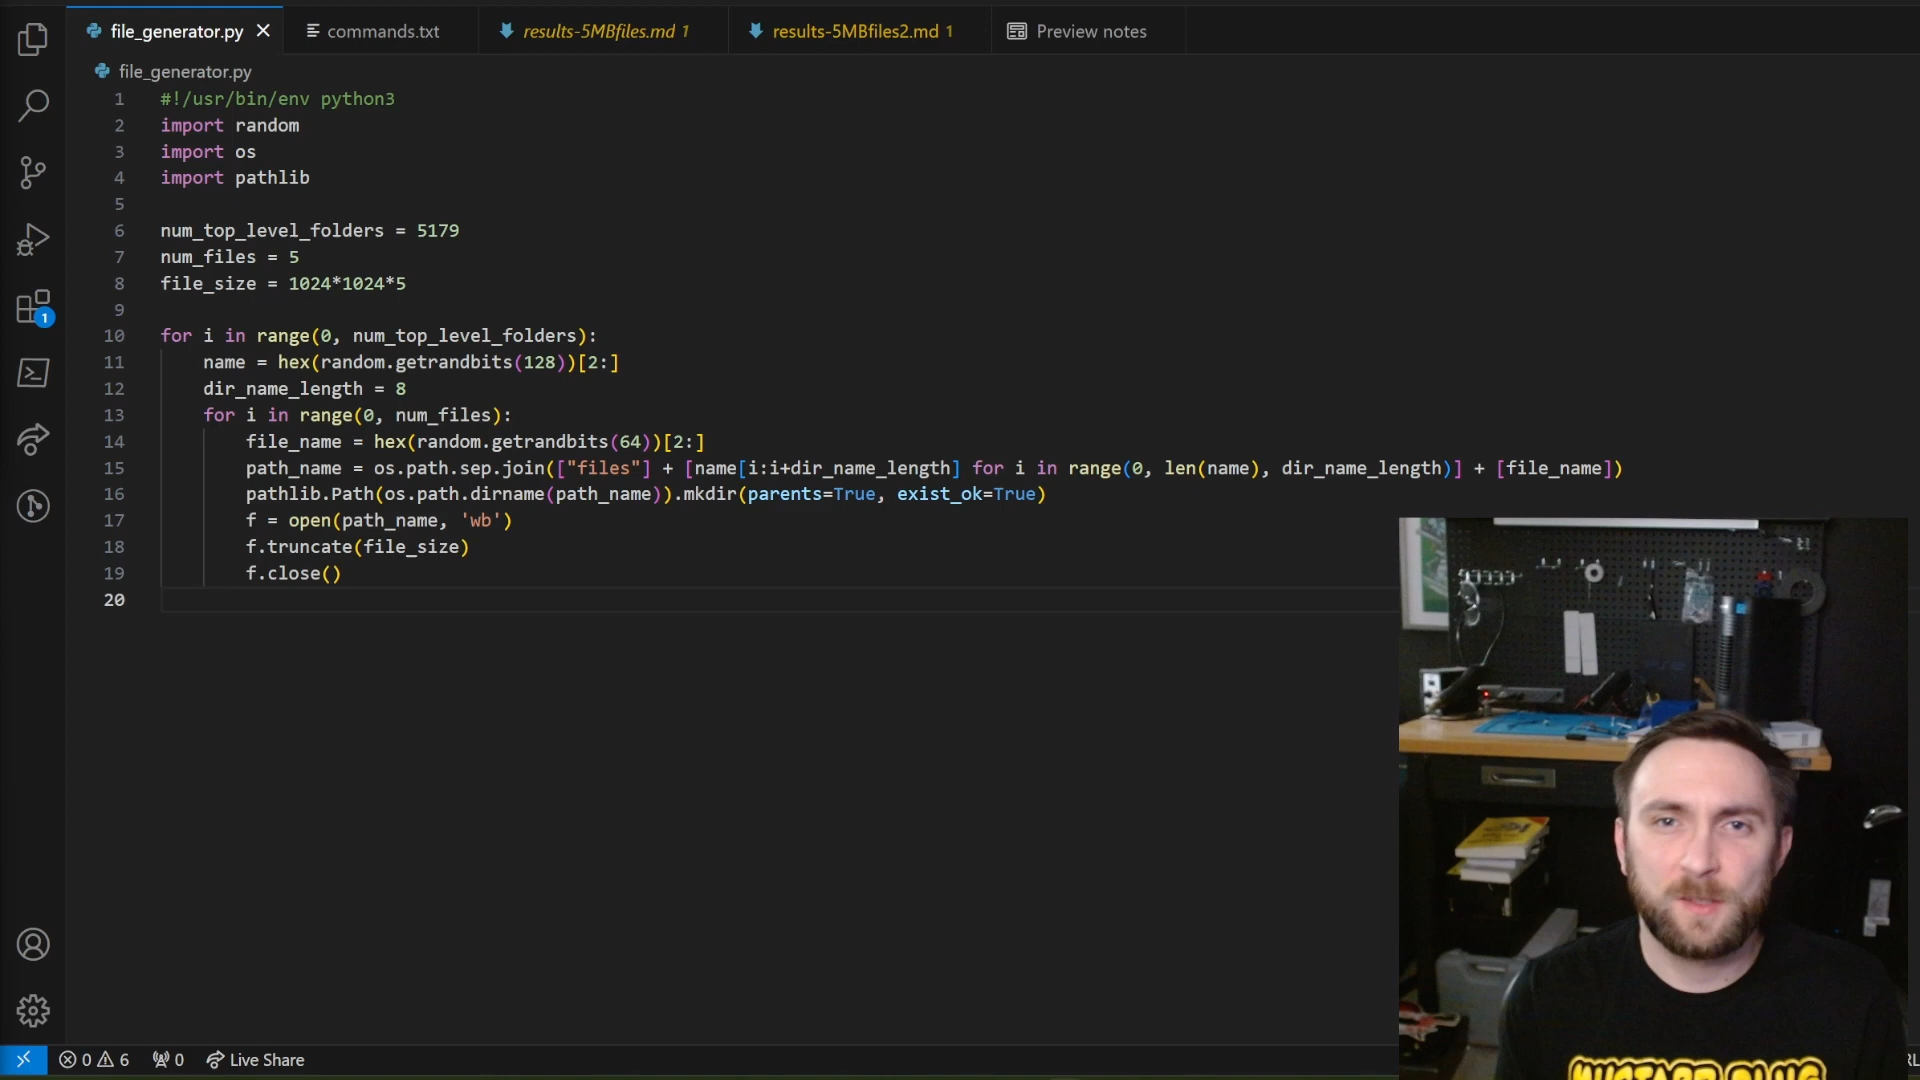 file_generator.py
commands.txt
results-5MBfiles.md 1
results-5MBfiles2.md 1
Preview notes
file_generator.py
1 #!/usr/bin/env python3
2 import random
3 import os
4 import pathlib
5
6 num_top_level_folders = 5179
7 num_files = 5
8 file_size = 1024*1024*5
9
10 for i in range(0, num_top_level_folders):
11 name = hex(random.getrandbits(128))[2:]
12 dir_name_length = 8
13 for i in range(0, num_files):
14 file_name = hex(random.getrandbits(64))[2:]
15 path_name = os.path.sep.join(["files"] + [name[i:i+dir_name_length] for i in range(0, len(name), dir_name_length)] + [file_name])
16 pathlib.Path(os.path.dirname(path_name)).mkdir(parents=True, exist_ok=True)
17 f = open(path_name, 'wb')
18 f.truncate(file_size)
19 f.close()
20
1
0 6 0 Live Share